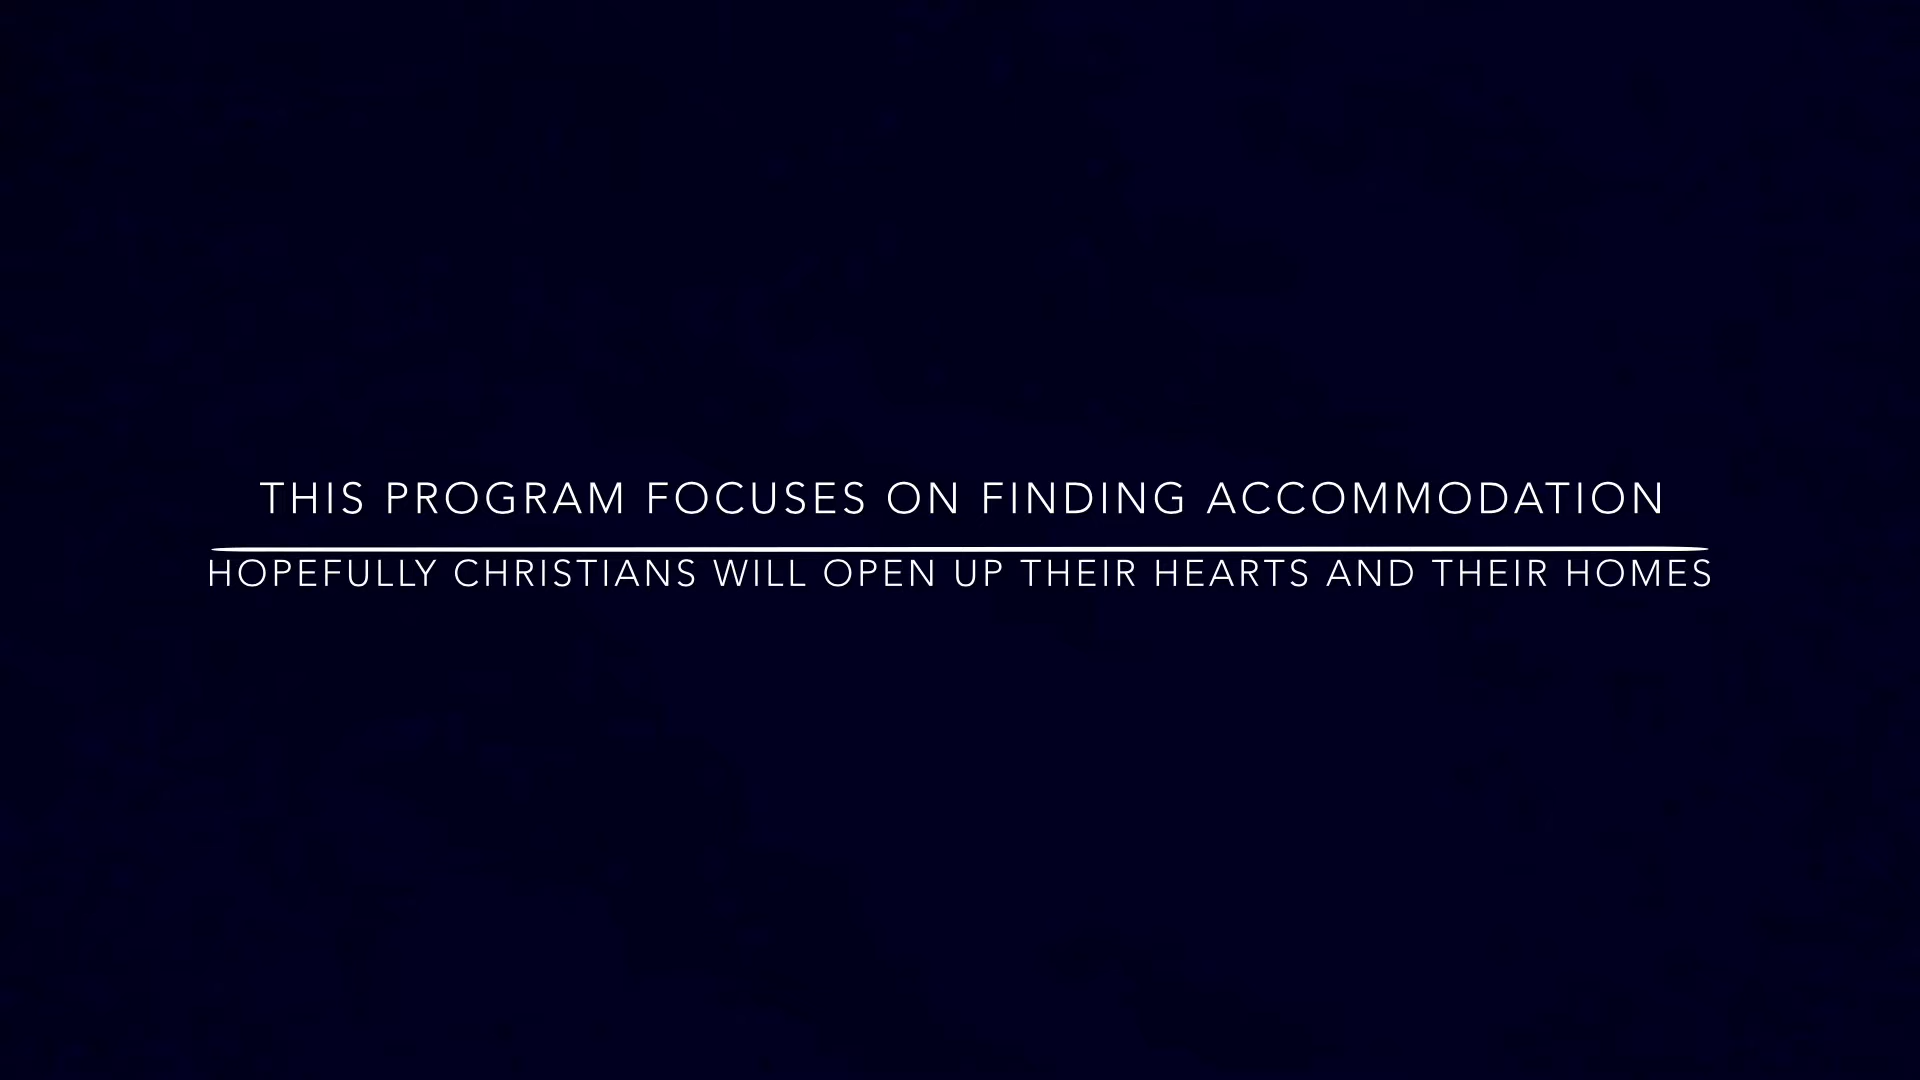 THIS PROGRAM FOCUSES ON FINDING ACCOMMODATION
HOPEFULLY CHRISTIANS WILL OPEN UP THEIR HEARTS AND THEIR HOMES